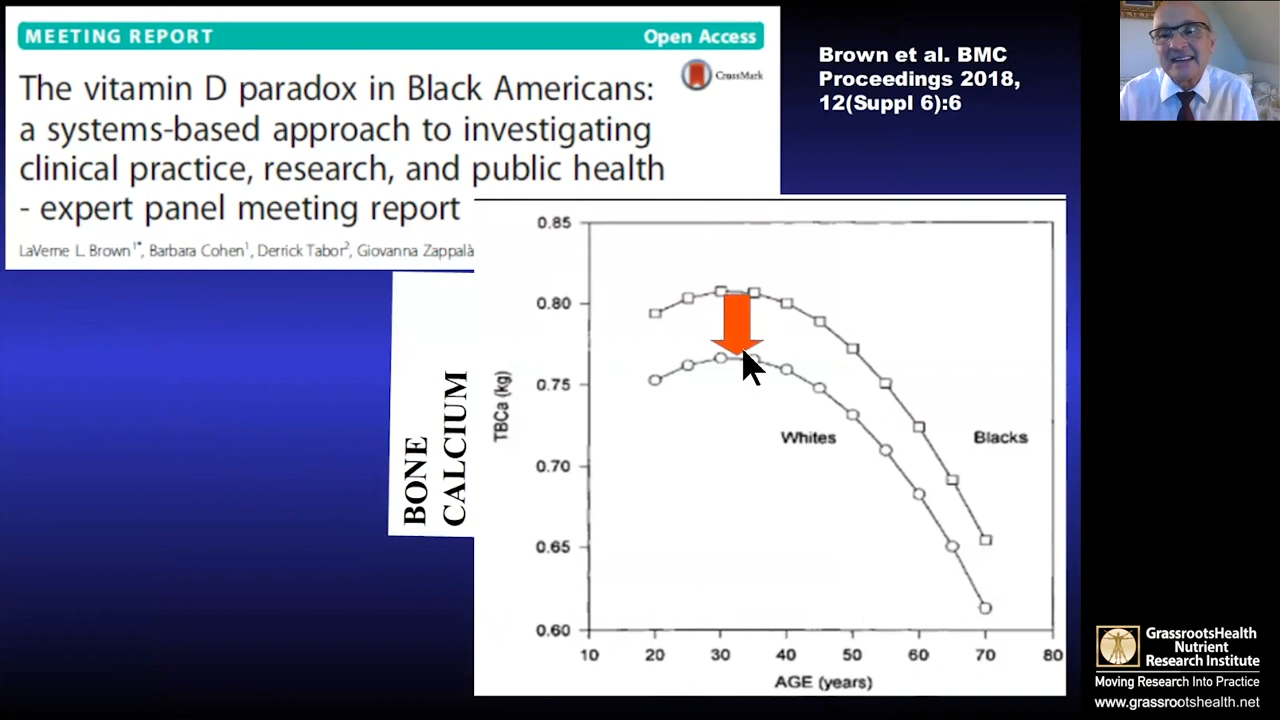 MEETING REPORT
Open Access
The vitamin D paradox in Black Americans:
a systems-based approach to investigating
clinical practice, research, and public health
- expert panel meeting report
CrossMark
LaVerne L. Brown1*, Barbara Cohen1, Derrick Tabor2, Giovanna Zappalà
Brown et al. BMC
Proceedings 2018,
12(Suppl 6):6
BONE
CALCIUM
TBCa (kg)
0.85
0.80
0.75
0.70
0.65
0.60
Whites
Blacks
10 20 30 40 50 60 70 80
AGE (years)
GrassrootsHealth
Nutrient
Research Institute
Moving Research Into Practice
www.grassrootshealth.net